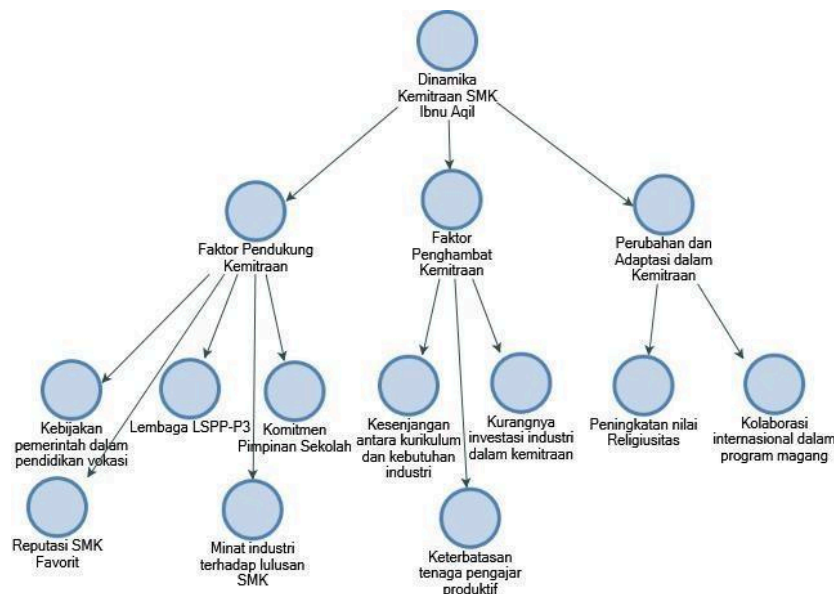 Dinamika
Kemitraan SMK
Ibnu Aqil
Faktor Pendukung
Kemitraan
Faktor
Penghambat
Kemitraan
Perubahan dan
Adaptasi dalam
Kemitraan
Kebijakan
pemerintah dalam
pendidikan vokasi
Lembaga LSPP-P3
Komitmen
Pimpinan Sekolah
Kesenjangan
antara kurikulum
dan kebutuhan
industri
Kurangnya
investasi industri
dalam kemitraan
Peningkatan nilai
Religiusitas
Kolaborasi
internasional dalam
program magang
Reputasi SMK
Favorit
Minat industri
terhadap lulusan
SMK
Keterbatasan
tenaga pengajar
produktif